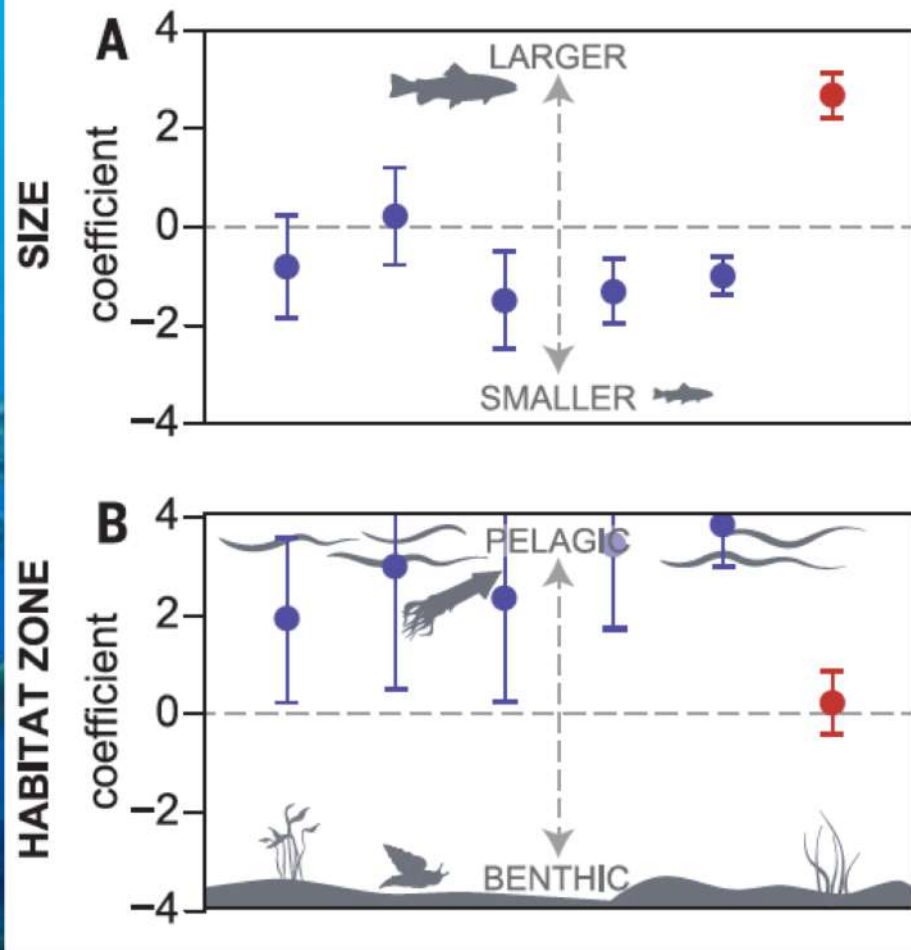 A
SIZE
coefficient
4
2
0
−2
−4
LARGER
SMALLER
B
HABITAT ZONE
coefficient
4
2
0
−2
−4
PELAGIC
BENTHIC